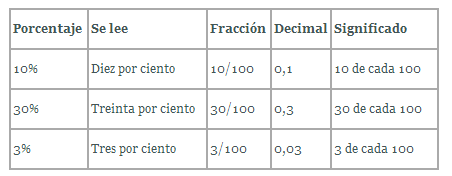 Porcentaje Se lee Fracción Decimal Significado
10% Diez por ciento 10/100 0,1 10 de cada 100
30% Treinta por ciento 30/100 0,3 30 de cada 100
3% Tres por ciento 3/100 0,03 3 de cada 100